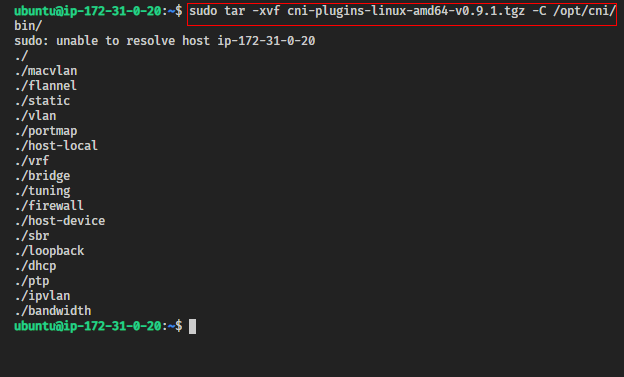 ubuntu@ip-172-31-0-20:~$ sudo tar -xvf cni-plugins-linux-amd64-v0.9.1.tgz -C /opt/cni/
bin/
sudo: unable to resolve host ip-172-31-0-20
./
./macvlan
./flannel
./static
./vlan
./portmap
./host-local
./vrf
./bridge
./tuning
./firewall
./host-device
./sbr
./loopback
./dhcp
./ptp
./ipvlan
./bandwidth
ubuntu@ip-172-31-0-20:~$